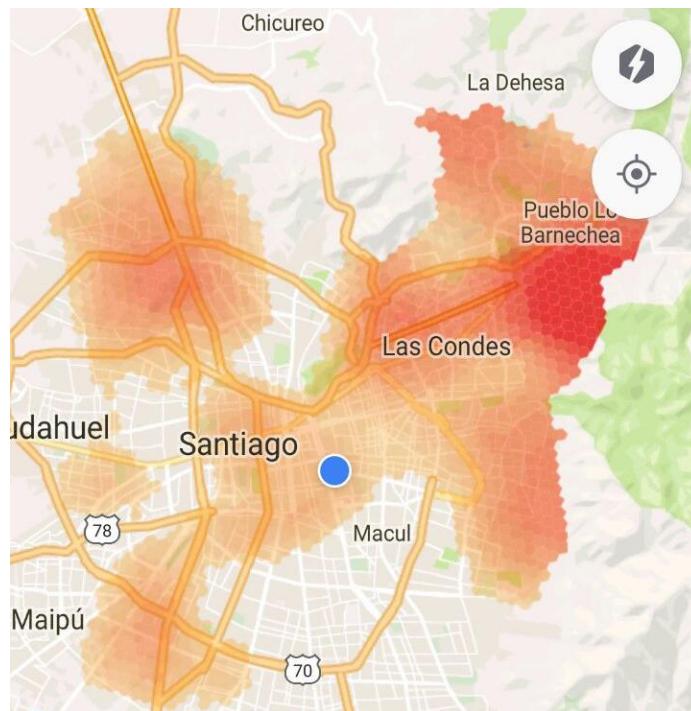 Chicureo
La Dehesa
Pueblo Lo
Barnechea
Las Condes
udahuel
Santiago
78
Macul
Maipú
70